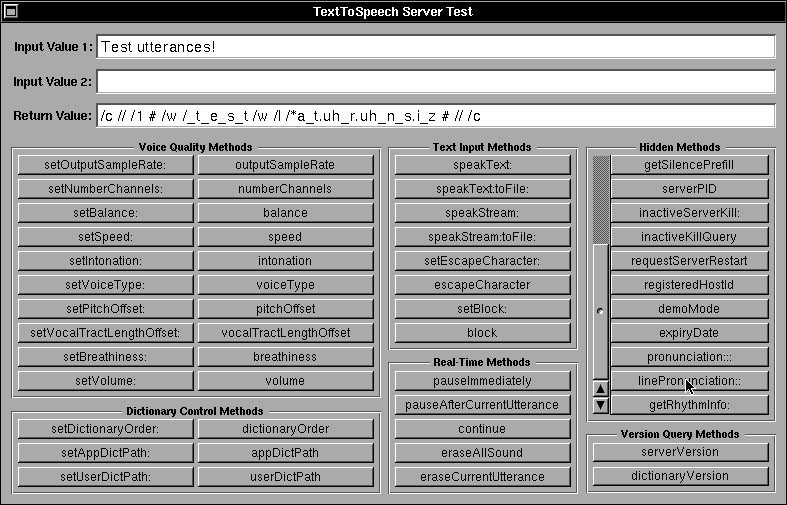 TextToSpeech Server Test
Input Value 1: Test utterances!
Input Value 2:
Return Value: /c // /1 # /w /_t_e_s_t /w /l /*a_t.uh_r.uh_n_s.i_z # // /c
Voice Quality Methods
setOutputSampleRate: outputSampleRate
setNumberChannels: numberChannels
setBalance: balance
setSpeed: speed
setIntonation: intonation
setVoiceType: voiceType
setPitchOffset: pitchOffset
setVocalTractLengthOffset: vocalTractLengthOffset
setBreathiness: breathiness
setVolume: volume
Dictionary Control Methods
setDictionaryOrder: dictionaryOrder
setAppDictPath: appDictPath
setUserDictPath: userDictPath
Text Input Methods
speakText:
speakText:toFile:
speakStream:
speakStream:toFile:
setEscapeCharacter:
escapeCharacter
setBlock:
block
Real-Time Methods
pauseImmediately
pauseAfterCurrentUtterance
continue
eraseAllSound
eraseCurrentUtterance
Hidden Methods
getSilencePrefill
serverPID
inactiveServerKill:
inactiveKillQuery
requestServerRestart
registeredHostId
demoMode
expiryDate
pronunciation:::
linePronunciation::
getRhythmInfo:
Version Query Methods
serverVersion
dictionaryVersion